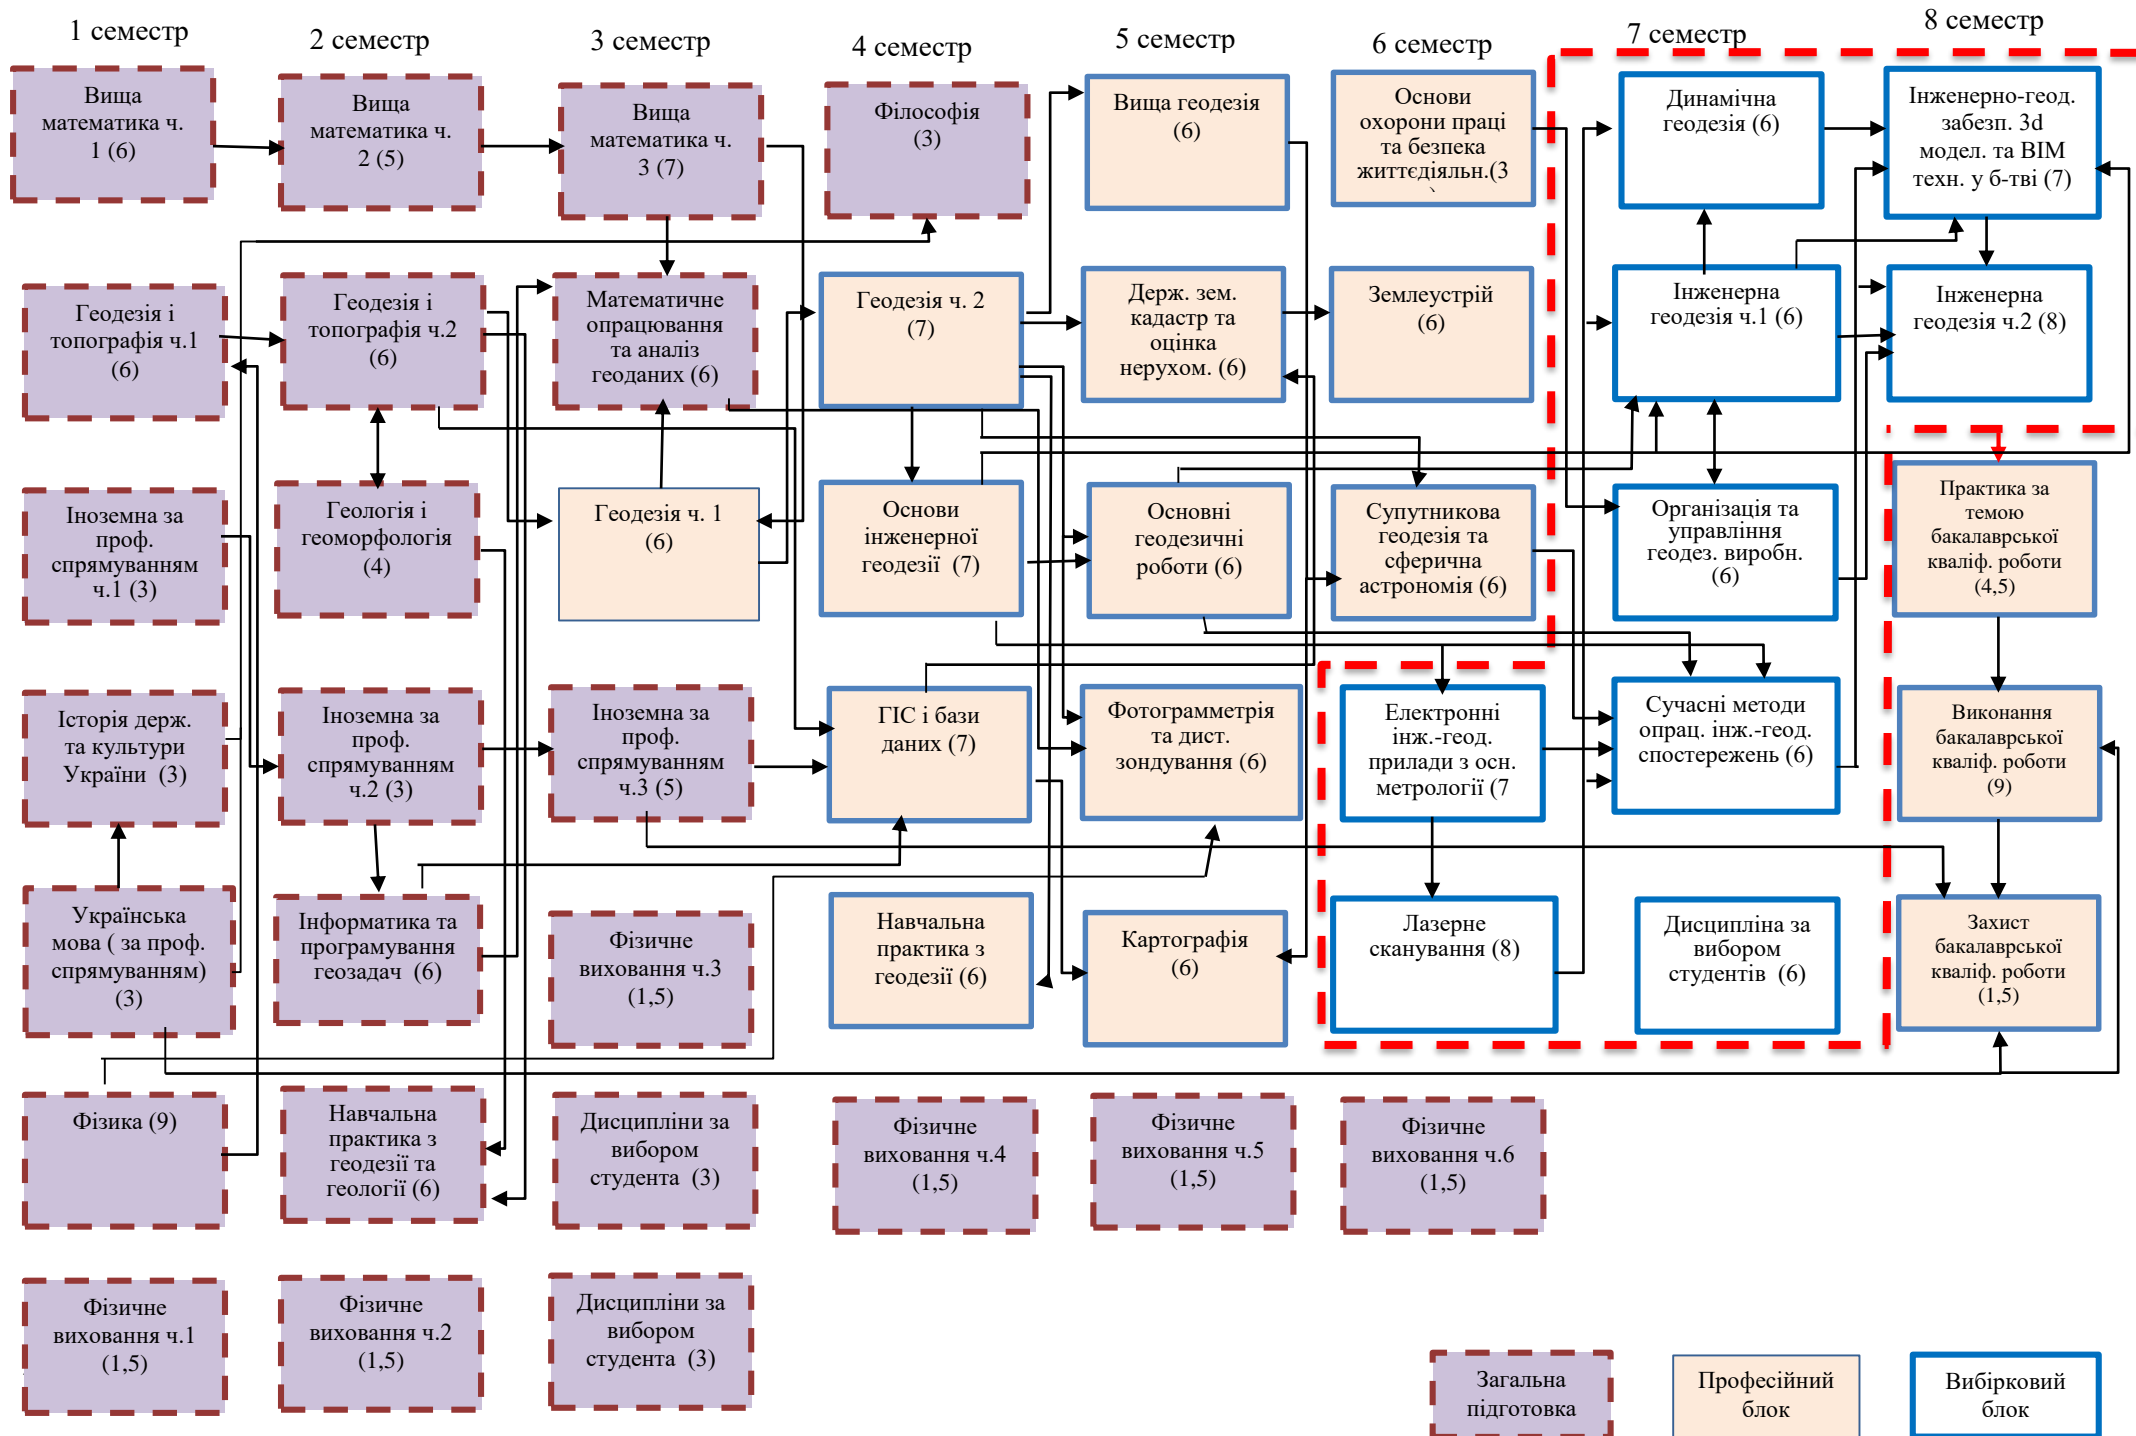 1 семестр
2 семестр
3 семестр
4 семестр
5 семестр
6 семестр
7 семестр
8 семестр
Вища
математика ч.
1 (6)
Вища
математика ч.
2 (5)
Вища
математика ч.
3 (7)
Філософія
(3)
Вища геодезія
(6)
Основи
охорони праці
та безпека
життєдіяльн.(3
)
Динамічна
геодезія (6)
Інженерно-геод.
забезп. 3d
модел. та BIM
техн. у б-тві (7)
Геодезія і
топографія ч.1
(6)
Геодезія і
топографія ч.2
(6)
Математичне
опрацювання
та аналіз
геоданих (6)
Геодезія ч. 2
(7)
Держ. зем.
кадастр та
оцінка
нерухом. (6)
Землеустрій
(6)
Інженерна
геодезія ч.1 (6)
Інженерна
геодезія ч.2 (8)
Іноземна за
проф.
спрямуванням
ч.1 (3)
Геологія і
геоморфологія
(4)
Геодезія ч. 1
(6)
Основи
інженерної
геодезії (7)
Основні
геодезичні
роботи (6)
Супутникова
геодезія та
сферична
астрономія (6)
Організація та
управління
геодез. виробн.
(6)
Практика за
темою
бакалаврської
кваліф. роботи
(4,5)
Історія держ.
та культури
України (3)
Іноземна за
проф.
спрямуванням
ч.2 (3)
Іноземна за
проф.
спрямуванням
ч.3 (5)
ГІС і бази
даних (7)
Фотограмметрія
та дист.
зондування (6)
Електронні
інж.-геод.
прилади з осн.
метрології (7
Сучасні методи
опрац. інж.-геод.
спостережень (6)
Виконання
бакалаврської
кваліф. роботи
(9)
Українська
мова ( за проф.
спрямуванням)
(3)
Інформатика та
програмування
геозадач (6)
Фізичне
виховання ч.3
(1,5)
Навчальна
практика з
геодезії (6)
Картографія
(6)
Лазерне
сканування (8)
Дисципліна за
вибором
студентів (6)
Захист
бакалаврської
кваліф. роботи
(1,5)
Фізика (9)
Навчальна
практика з
геодезії та
геології (6)
Дисципліни за
вибором
студента (3)
Фізичне
виховання ч.4
(1,5)
Фізичне
виховання ч.5
(1,5)
Фізичне
виховання ч.6
(1,5)
Фізичне
виховання ч.1
(1,5)
Фізичне
виховання ч.2
(1,5)
Дисципліни за
вибором
студента (3)
Загальна
підготовка
Професійний
блок
Вибірковий
блок